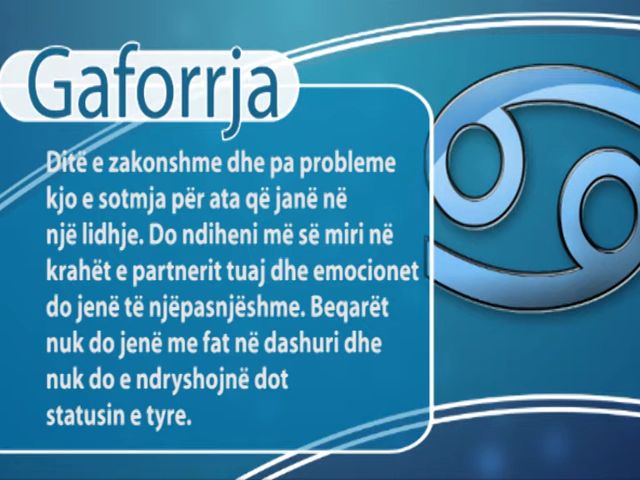 Gaforrja
Ditë e zakonshme dhe pa probleme
kjo e sotmja për ata që janë në
një lidhje. Do ndiheni më së miri në
krahët e partnerit tuaj dhe emocionet
do jenë të njëpasnjëshme. Beqarët
nuk do jenë me fat në dashuri dhe
nuk do e ndryshojnë dot
statusin e tyre.